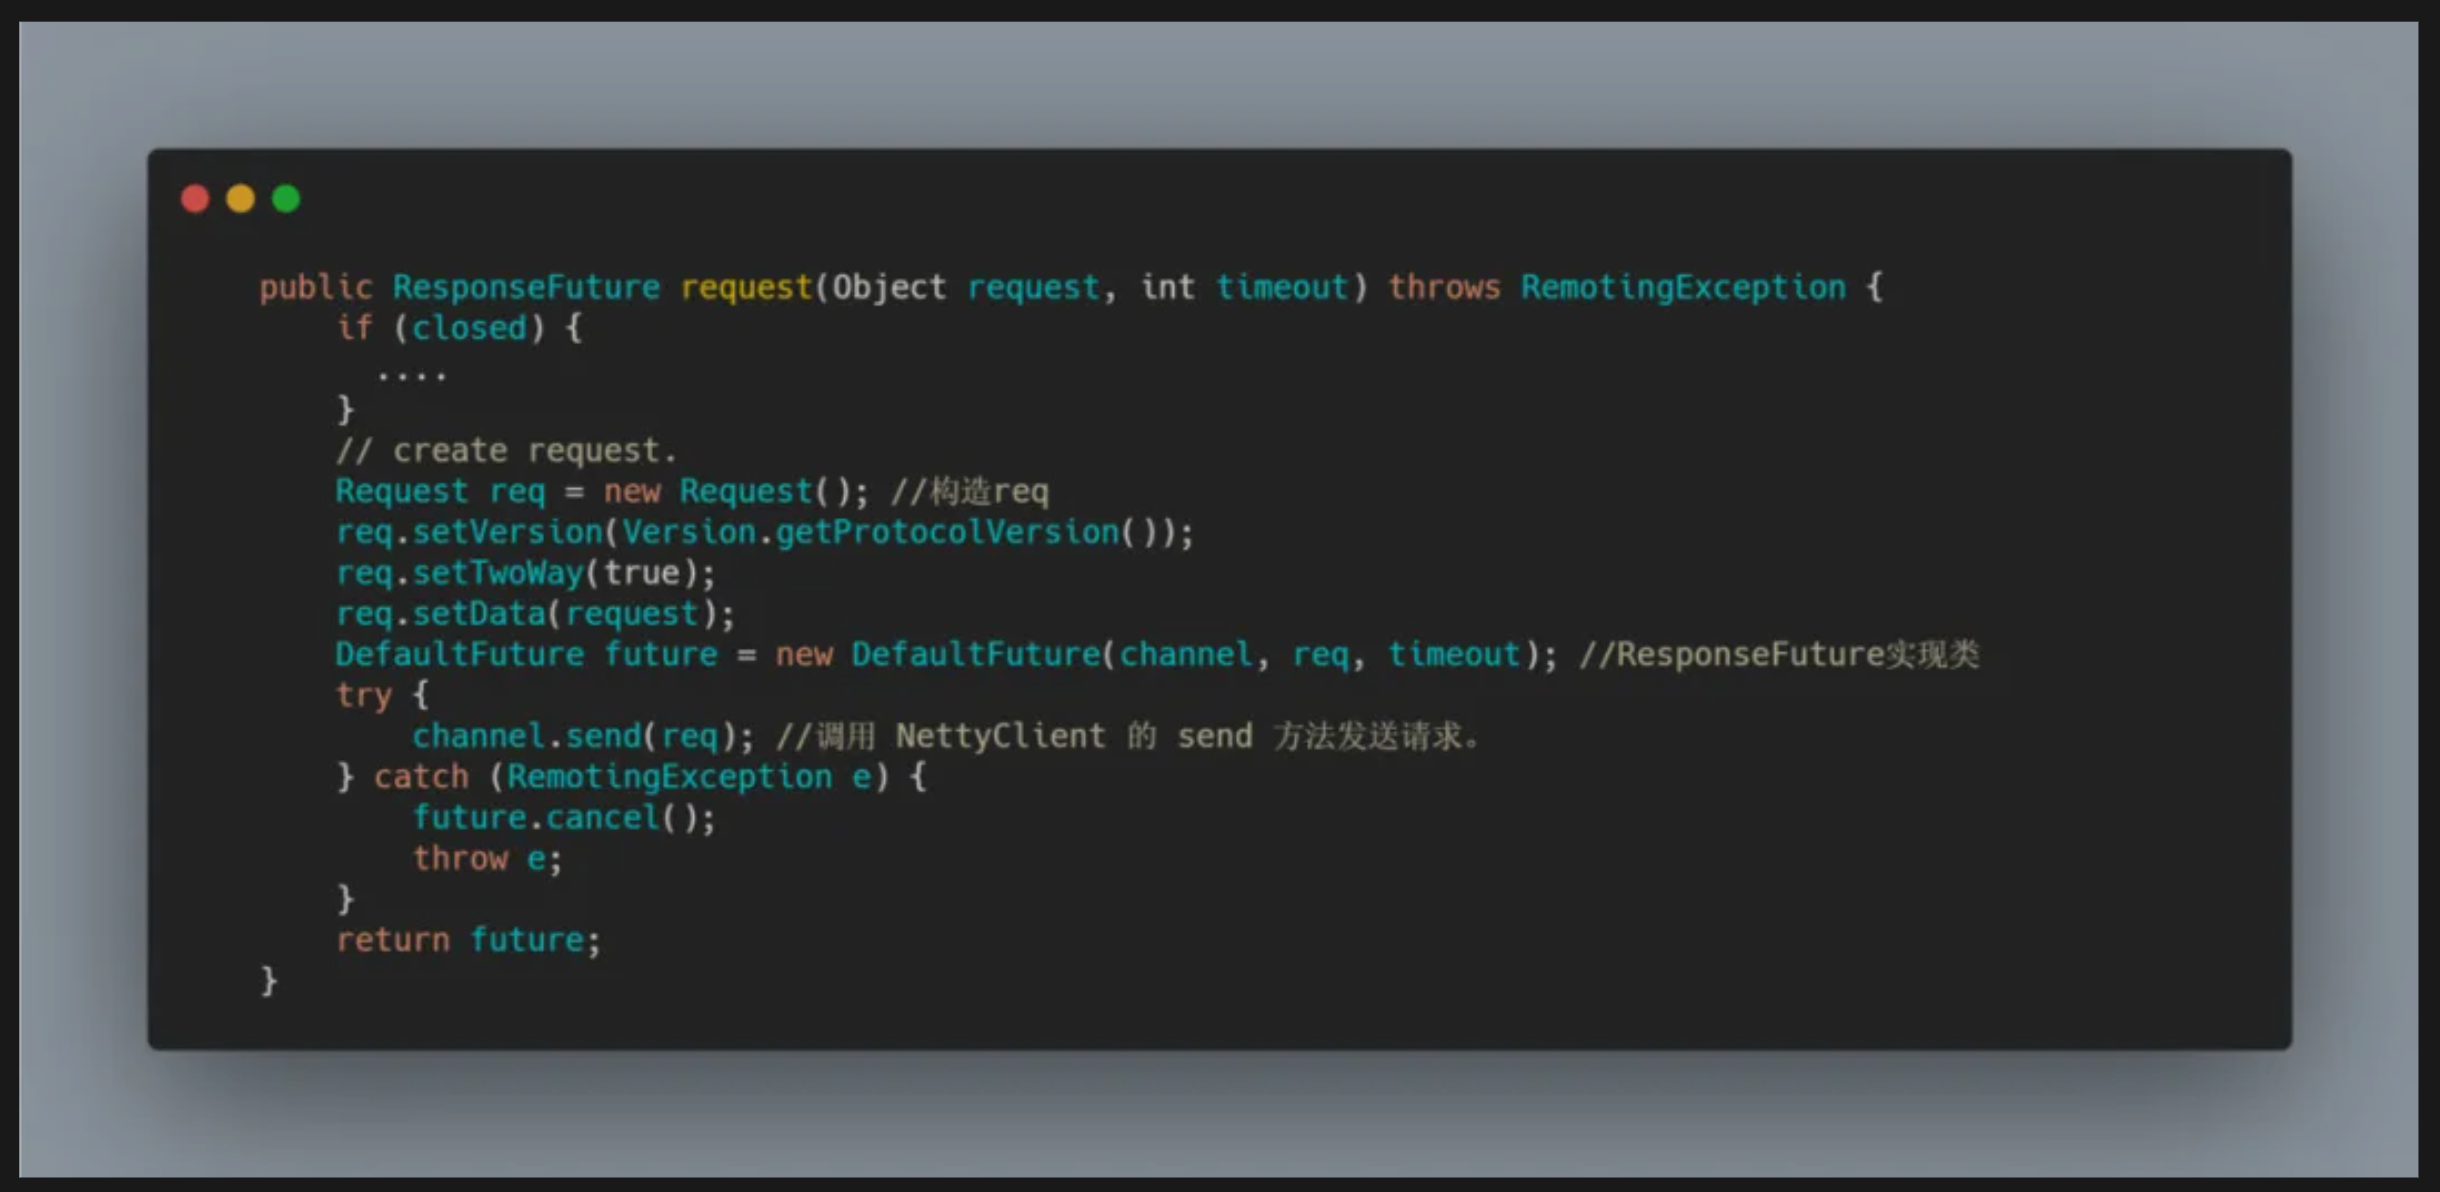 public ResponseFuture request(Object request, int timeout) throws RemotingException {
if (closed) {
....
}
// create request.
Request req = new Request(); //构造req
req.setVersion(Version.getProtocolVersion());
req.setTwoWay(true);
req.setData(request);
DefaultFuture future = new DefaultFuture(channel, req, timeout); //ResponseFuture实现类
try {
channel.send(req); //调用 NettyClient 的 send 方法发送请求。
} catch (RemotingException e) {
future.cancel();
throw e;
}
return future;
}